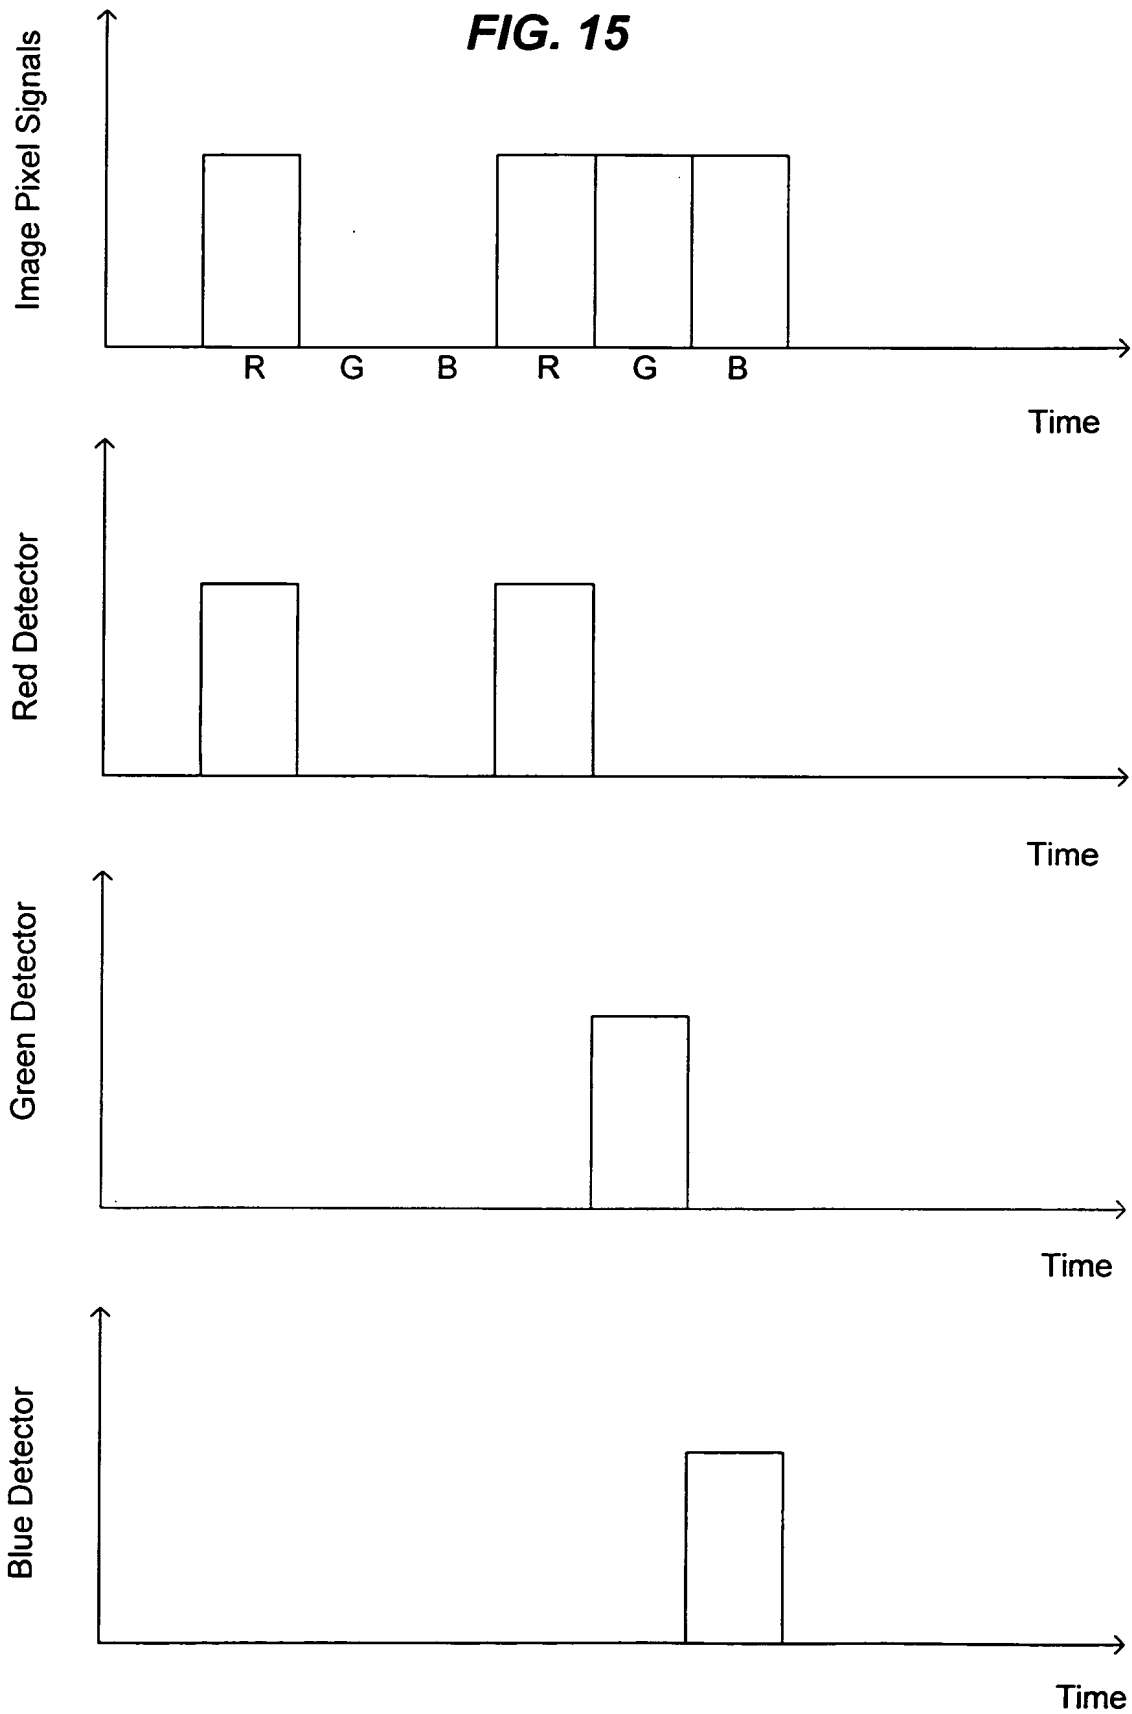 FIG. 15
Image Pixel Signals
R G B R G B
Time
Red Detector
Time
Green Detector
Time
Blue Detector
Time